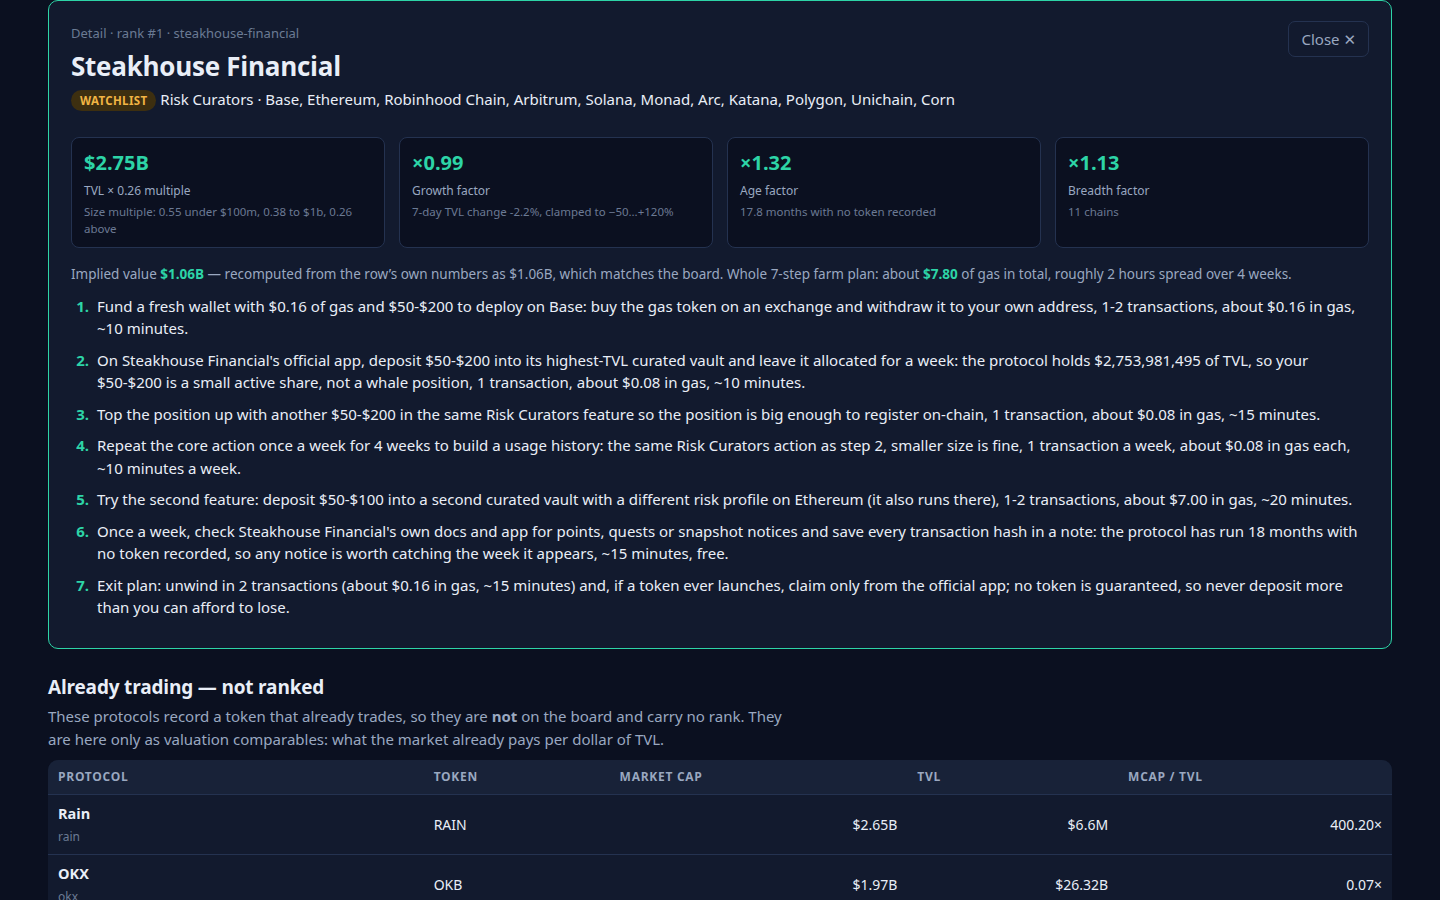 Detail · rank #1 · steakhouse-financial
Close ✕
Steakhouse Financial
WATCHLIST Risk Curators · Base, Ethereum, Robinhood Chain, Arbitrum, Solana, Monad, Arc, Katana, Polygon, Unichain, Corn
$2.75B
TVL × 0.26 multiple
Size multiple: 0.55 under $100m, 0.38 to $1b, 0.26
above
×0.99
Growth factor
7-day TVL change -2.2%, clamped to −50…+120%
×1.32
Age factor
17.8 months with no token recorded
×1.13
Breadth factor
11 chains
Implied value $1.06B — recomputed from the row’s own numbers as $1.06B, which matches the board. Whole 7-step farm plan: about $7.80 of gas in total, roughly 2 hours spread over 4 weeks.
1. Fund a fresh wallet with $0.16 of gas and $50-$200 to deploy on Base: buy the gas token on an exchange and withdraw it to your own address, 1-2 transactions, about $0.16 in gas,
~10 minutes.
2. On Steakhouse Financial's official app, deposit $50-$200 into its highest-TVL curated vault and leave it allocated for a week: the protocol holds $2,753,981,495 of TVL, so your
$50-$200 is a small active share, not a whole position, 1 transaction, about $0.08 in gas, ~10 minutes.
3. Top the position up with another $50-$200 in the same Risk Curators feature so the position is big enough to register on-chain, 1 transaction, about $0.08 in gas, ~15 minutes.
4. Repeat the core action once a week for 4 weeks to build a usage history: the same Risk Curators action as step 2, smaller size is fine, 1 transaction a week, about $0.08 in gas each,
~10 minutes a week.
5. Try the second feature: deposit $50-$100 into a second curated vault with a different risk profile on Ethereum (it also runs there), 1-2 transactions, about $7.00 in gas, ~20 minutes.
6. Once a week, check Steakhouse Financial's own docs and app for points, quests or snapshot notices and save every transaction hash in a note: the protocol has run 18 months with
no token recorded, so any notice is worth catching the week it appears, ~15 minutes, free.
7. Exit plan: unwind in 2 transactions (about $0.16 in gas, ~15 minutes) and, if a token ever launches, claim only from the official app; no token is guaranteed, so never deposit more
than you can afford to lose.
Already trading — not ranked
These protocols record a token that already trades, so they are not on the board and carry no rank. They
are here only as valuation comparables: what the market already pays per dollar of TVL.
PROTOCOL TOKEN MARKET CAP TVL MCAP / TVL
Rain
rain
RAIN $2.65B $6.6M 400.20×
OKX
okx
OKB $1.97B $26.32B 0.07×